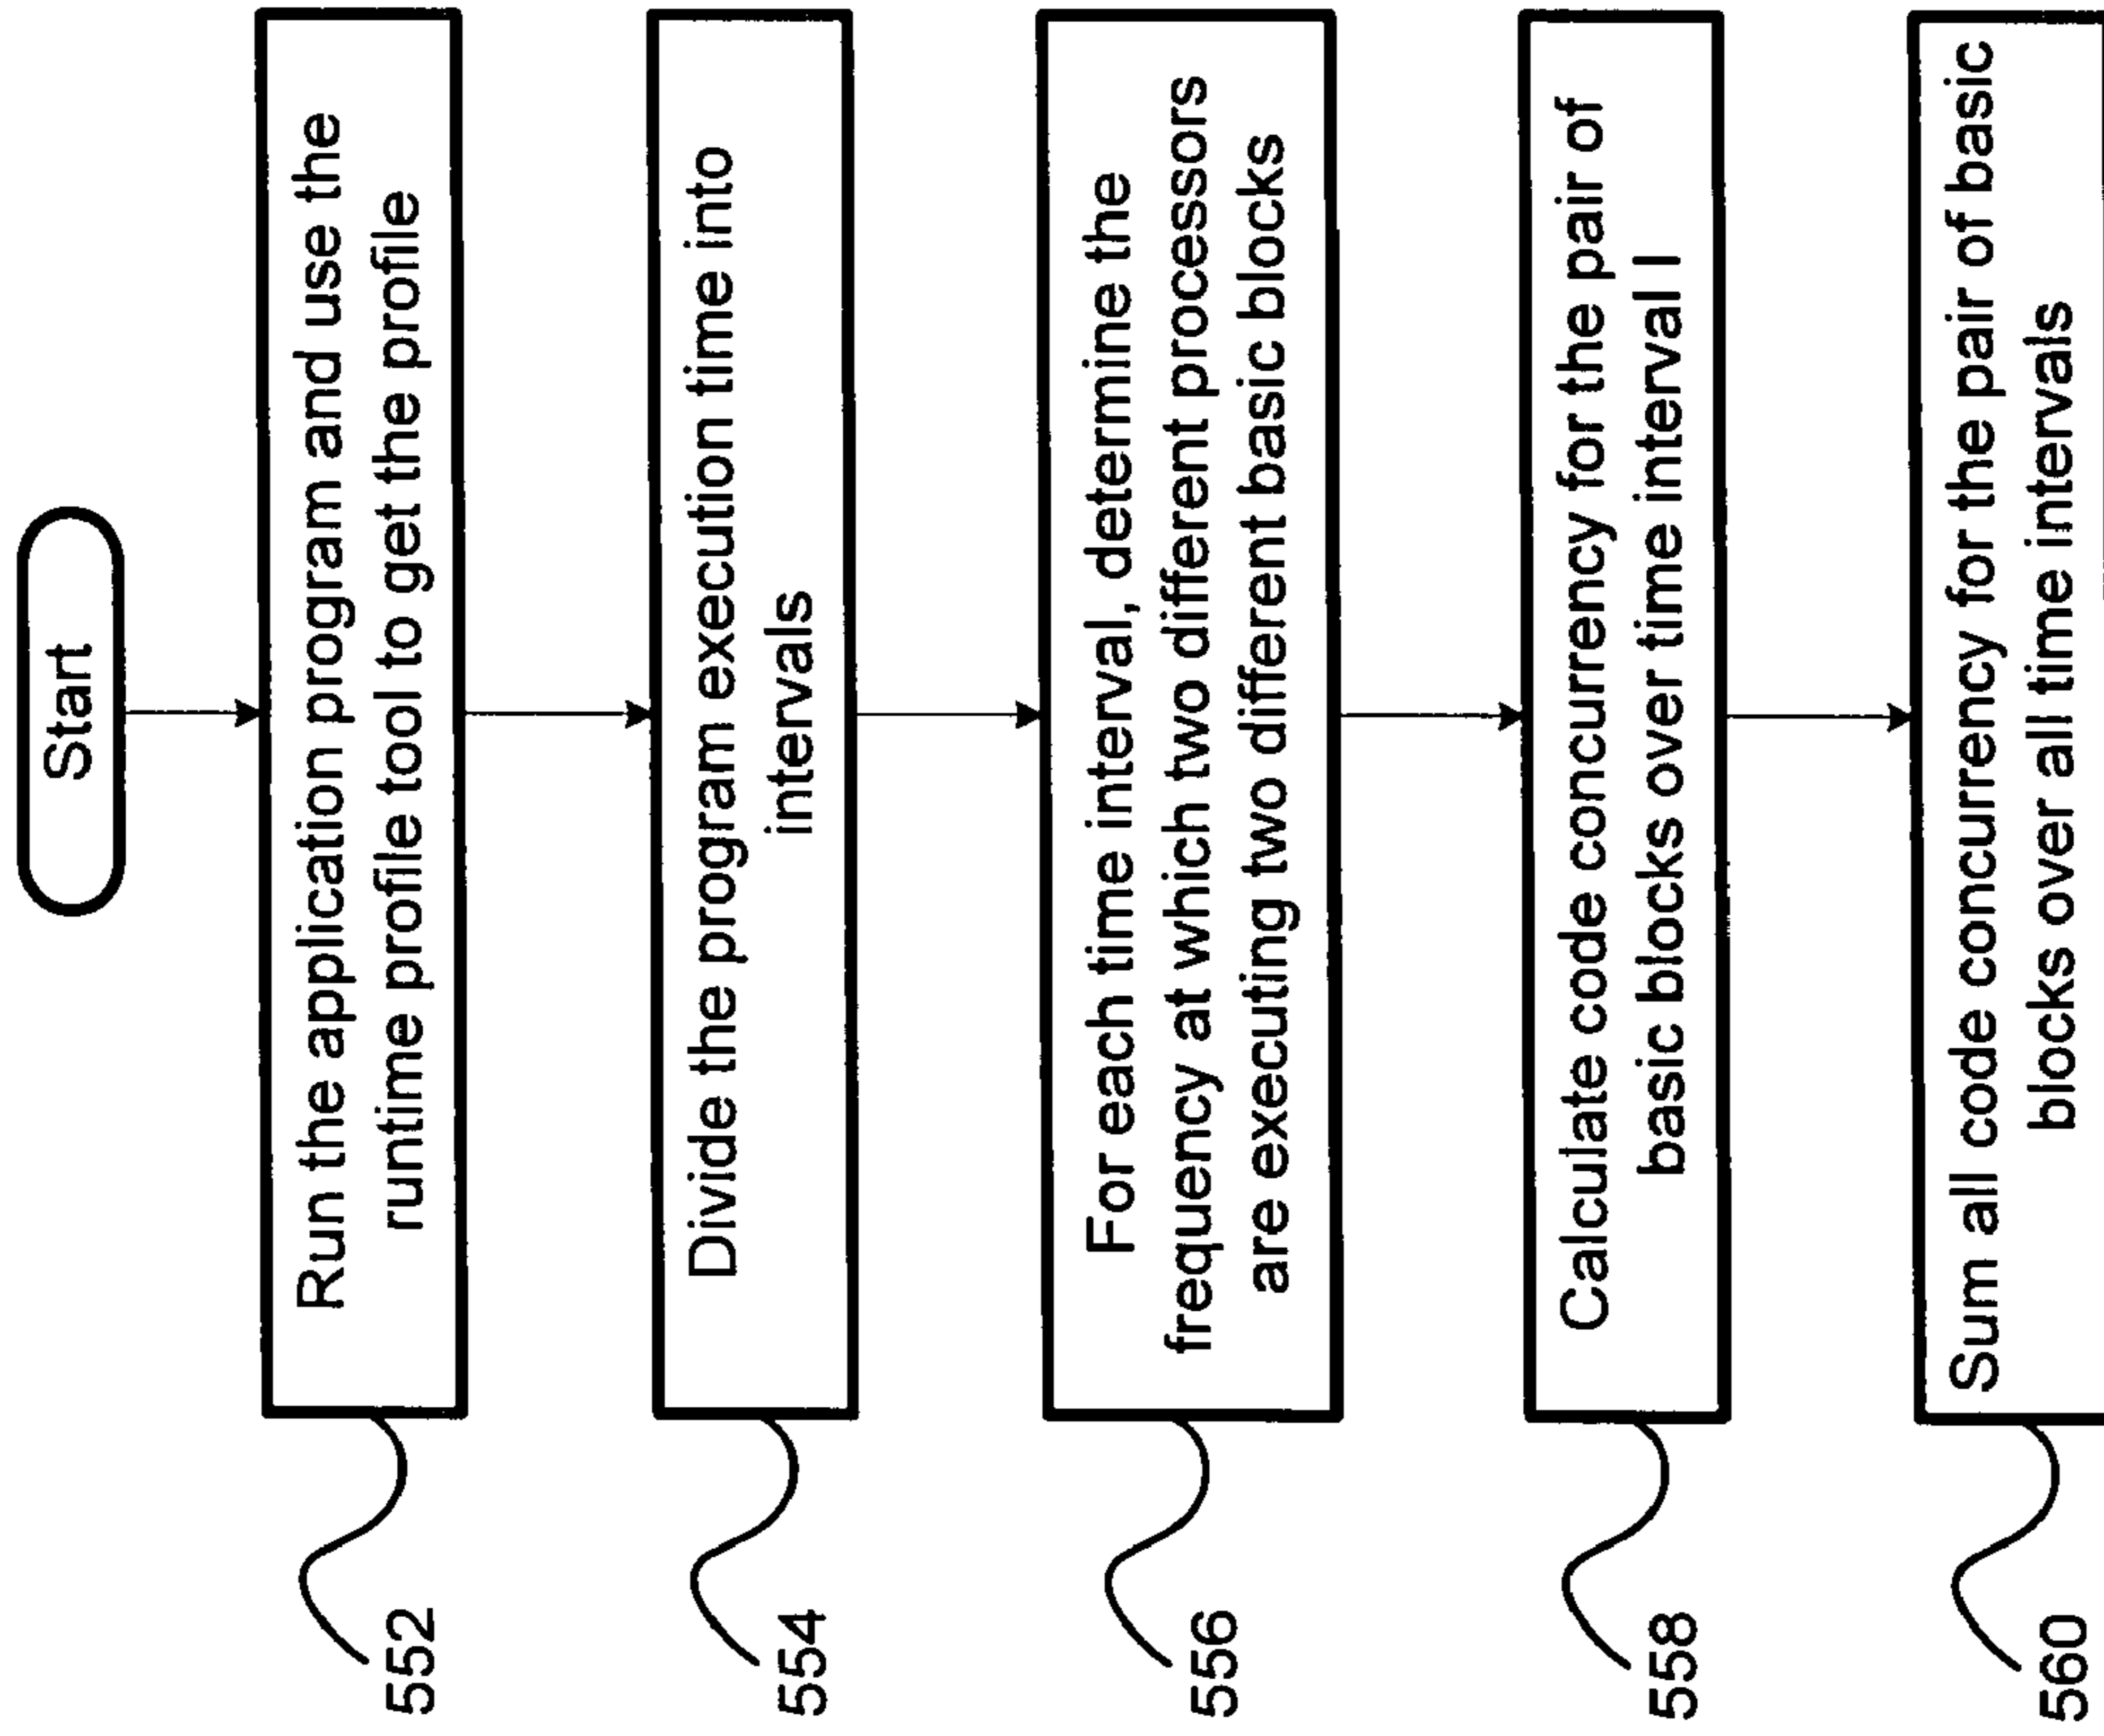 Start
Run the application program and use the
runtime profile tool to get the profile
552
Divide the program execution time into
intervals
554
For each time interval, determine the
frequency at which two different processors
are executing two different basic blocks
556
Calculate code concurrency for the pair of
basic blocks over time interval I
558
Sum all code concurrency for the pair of basic
blocks over all time intervals
560